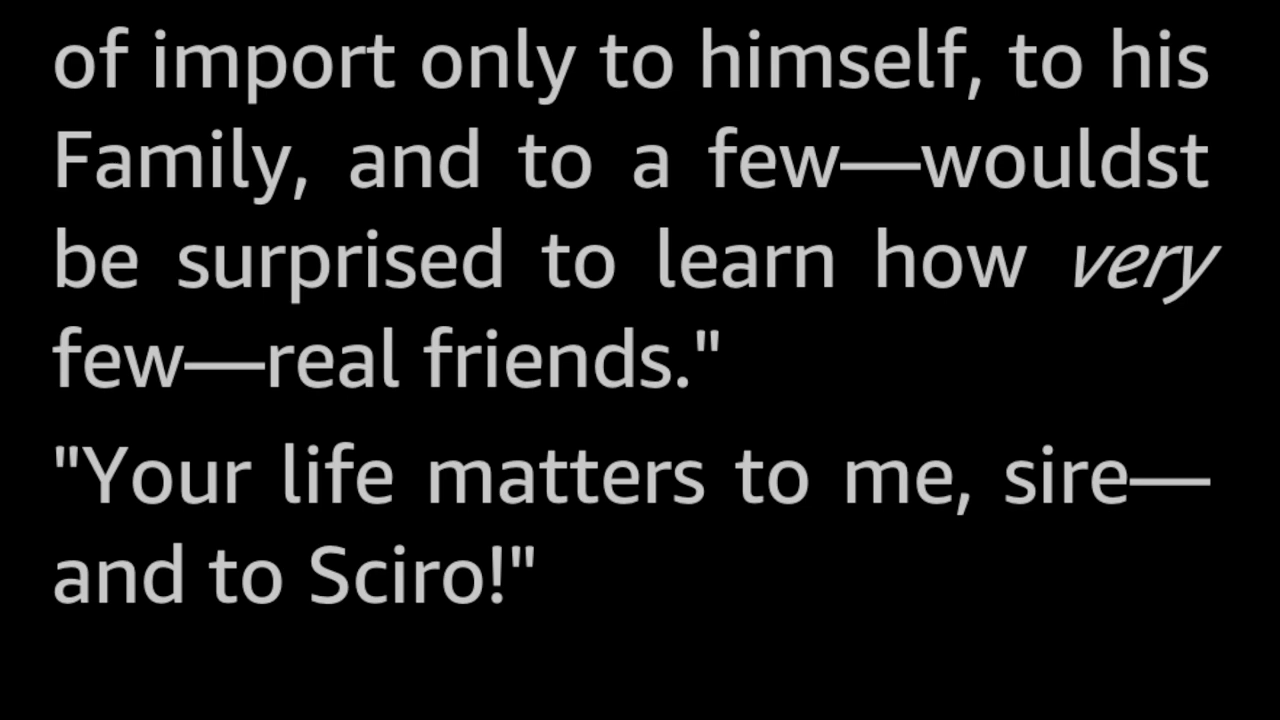 of import only to himself, to his
Family, and to a few—wouldst
be surprised to learn how very
few—real friends."
"Your life matters to me, sire—
and to Sciro!"